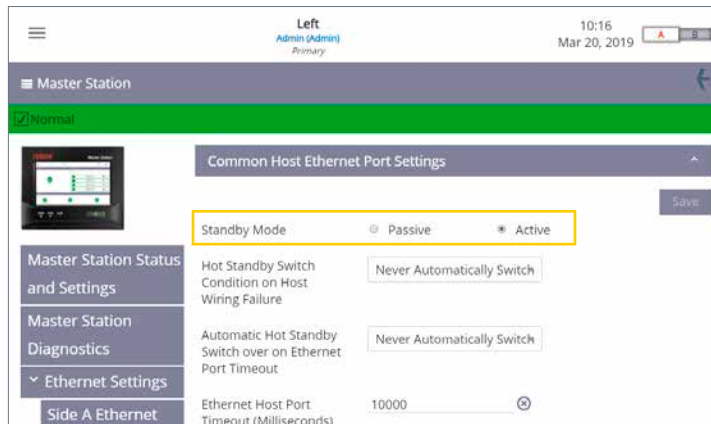 Left
Admin (Admin)
Primary
10:16
Mar 20, 2019
A
B
Master Station
Normal
Common Host Ethernet Port Settings
Save
Standby Mode
Passive
Active
Master Station Status
and Settings
Master Station
Diagnostics
Ethernet Settings
Side A Ethernet
Hot Standby Switch
Condition on Host
Wiring Failure
Never Automatically Switch
Automatic Hot Standby
Switch over on Ethernet
Port Timeout
Never Automatically Switch
Ethernet Host Port
Timeout (Milliseconds)
10000